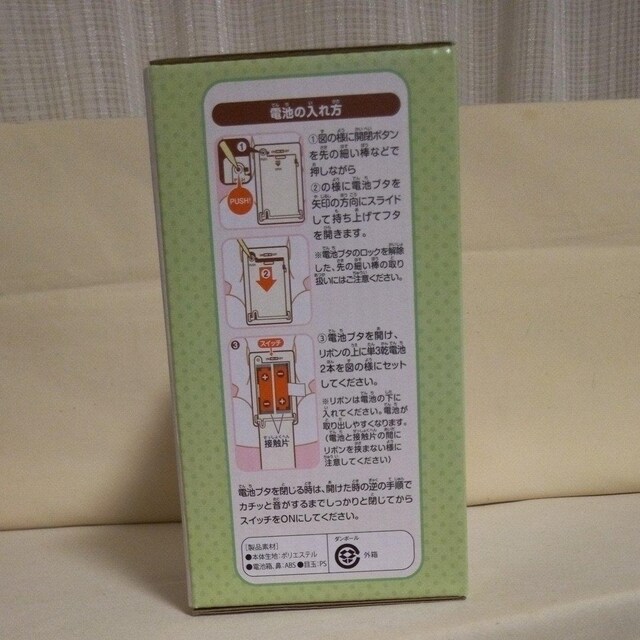 電池の入れ方
①図の様に開閉ボタン
を先の細い棒などで
押しながら
②の様に電池ブタを
矢印の方向にスライド
して持ち上げてフタ
を開きます。
※電池ブタのロックを解除
した、先の細い棒の取り
扱いにはご注意ください。
①
PUSH!
②
③
スイッチ
接触片
③電池ブタを開け、
リボンの上に単3乾電池
2本を図の様にセット
してください。
※リボンは電池の下に
入れてください。電池が
取り出しやすくなります。
(電池と接触片の間に
リボンを挟まない様に
注意してください)
電池ブタを閉じる時は、開けた時の逆の手順で
カチッと音がするまでしっかりと閉じてから
スイッチをONにしてください。
[製品素材]
●本体生地:ポリエステル
●電池箱、鼻:ABS ●目玉:PS
ダンボール
外箱